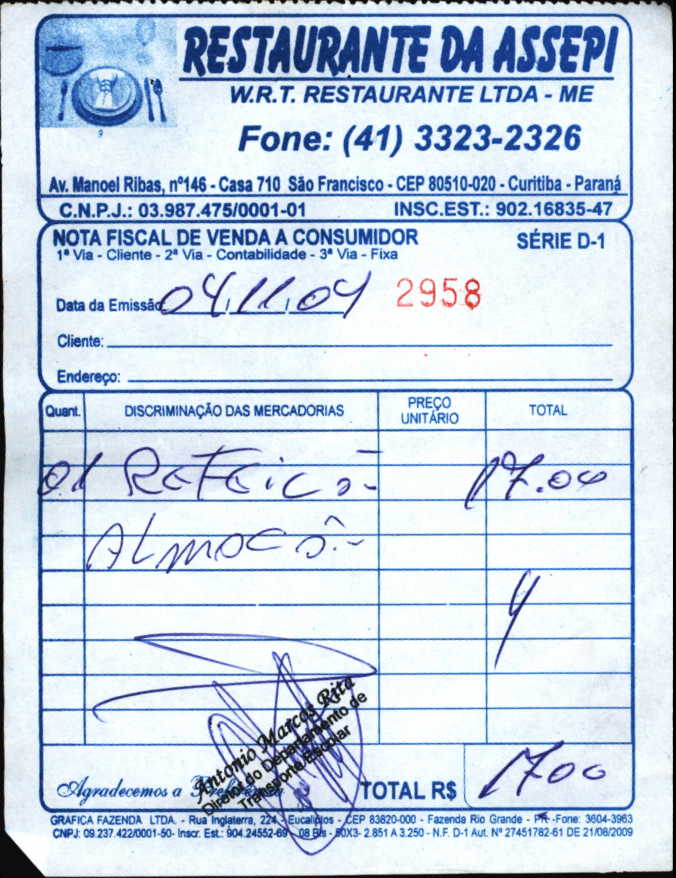 RESTAURANTE DA ASSEPI
W.R.T. RESTAURANTE LTDA - ME
Fone: (41) 3323-2326
Av. Manoel Ribas, nº146 - Casa 710 São Francisco - CEP 80510-020 - Curitiba - Paraná
C.N.P.J.: 03.987.475/0001-01 INSC.EST.: 902.16835-47
NOTA FISCAL DE VENDA A CONSUMIDOR SÉRIE D-1
1ª Via - Cliente - 2ª Via - Contabilidade - 3ª Via - Fixa
Data da Emissão 04.11.09 2958
Cliente:
Endereço:
Quant. DISCRIMINAÇÃO DAS MERCADORIAS PREÇO UNITÁRIO TOTAL
01 REFEIÇÕ- 17.00
ALMOÇO.-
Antonio Marcos Rita
Diretor do Departamento de
Transporte Escolar
Agradecemos a
TOTAL R$ 1700
GRAFICA FAZENDA LTDA. - Rua Inglaterra, 224 - Eucaliptos - CEP 83820-000 - Fazenda Rio Grande - PR -Fone: 3604-3963
CNPJ: 09.237.422/0001-50- Inscr. Est.: 904.24552-69 08 Bls - 50X3- 2.851 A 3.250 - N.F. D-1 Aut. Nº 27451762-61 DE 21/08/2009